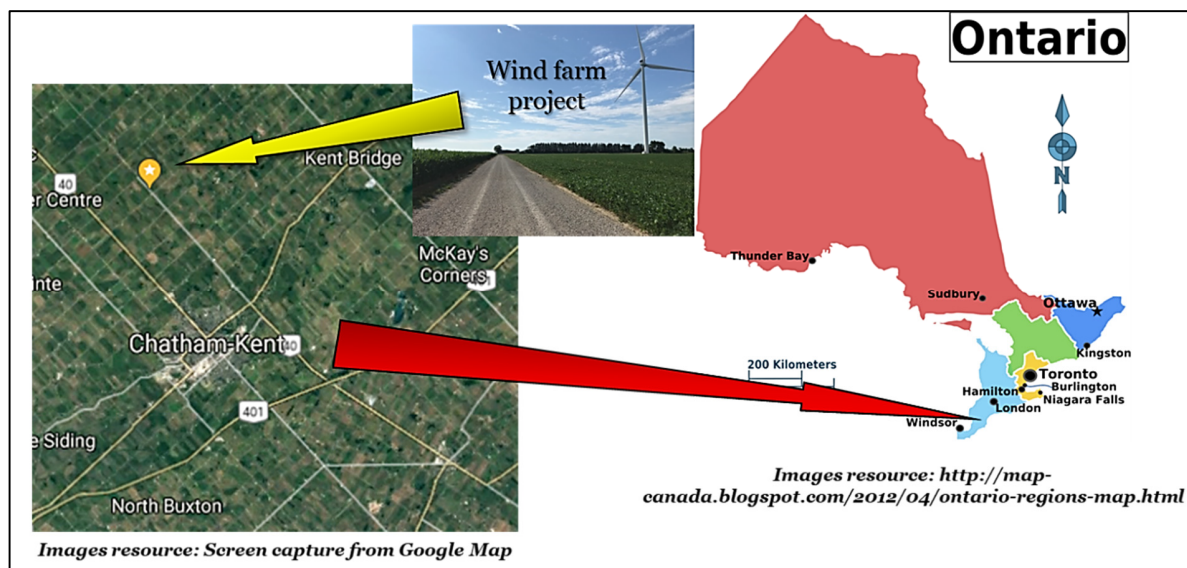 Ontario
Wind farm
project
Kent Bridge
40
er Centre
McKay's
Corners
inte
Chatham-Kent
40
401
e Siding
North Buxton
N
Thunder Bay
Sudbury
Ottawa
Kingston
200 Kilometers
Toronto
Burlington
Hamilton
Niagara Falls
London
Windsor
Images resource: http://map-
canada.blogspot.com/2012/04/ontario-regions-map.html
Images resource: Screen capture from Google Map